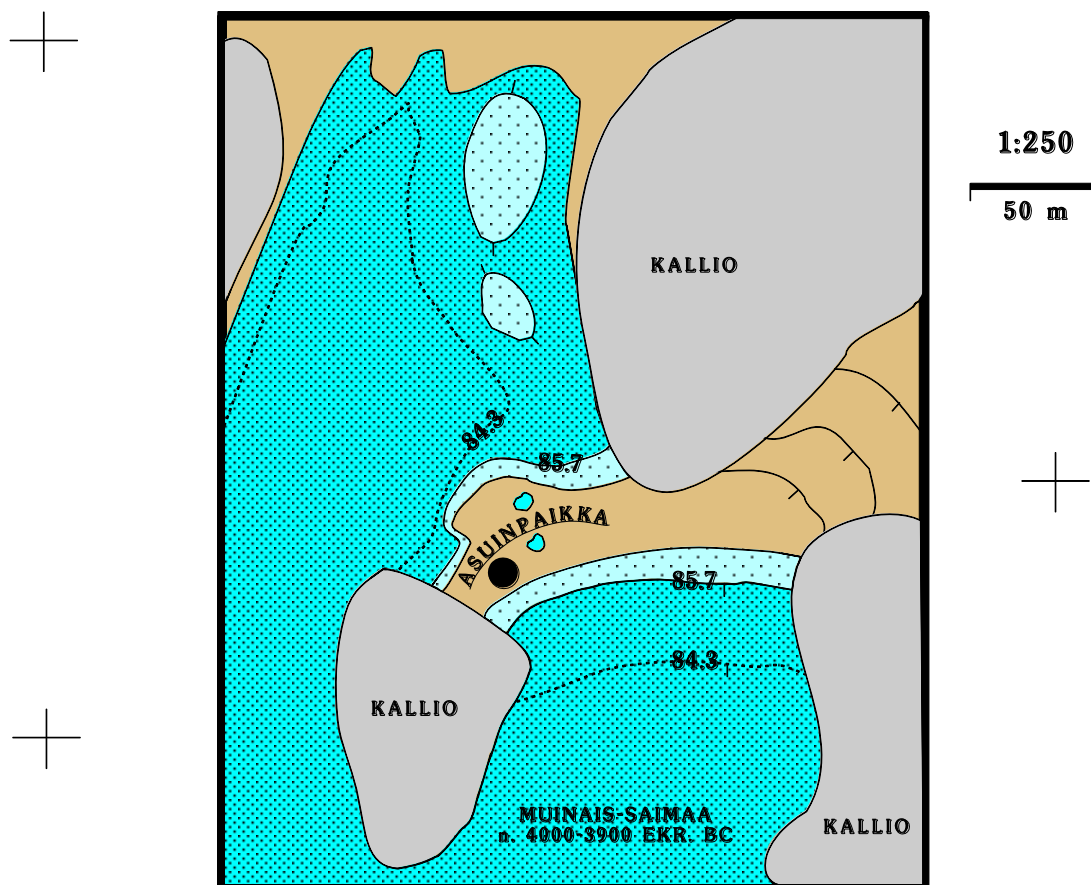 1:250
50 m
KALLIO
84.3
85.7
ASUINPAIKKA
85.7
84.3
KALLIO
MUINAIS-SAIMAA
n. 4000-3900 EKR. BC
KALLIO